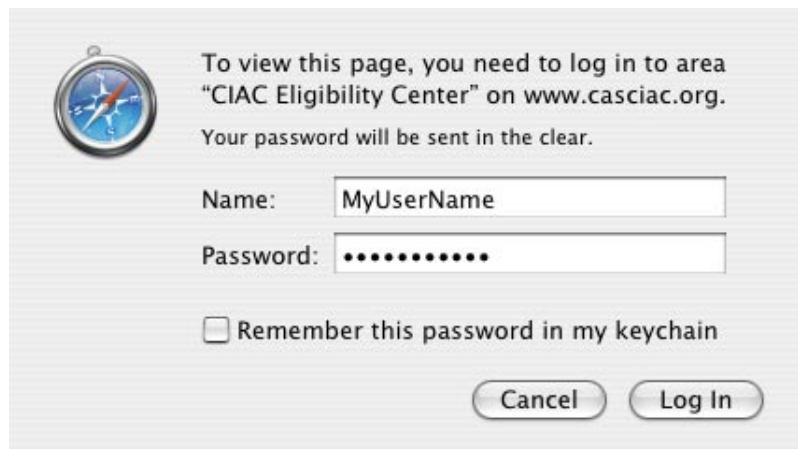 To view this page, you need to log in to area
“CIAC Eligibility Center” on www.casciac.org.
Your password will be sent in the clear.
Name: MyUserName
Password: •••••••••••
Remember this password in my keychain
Cancel Log In